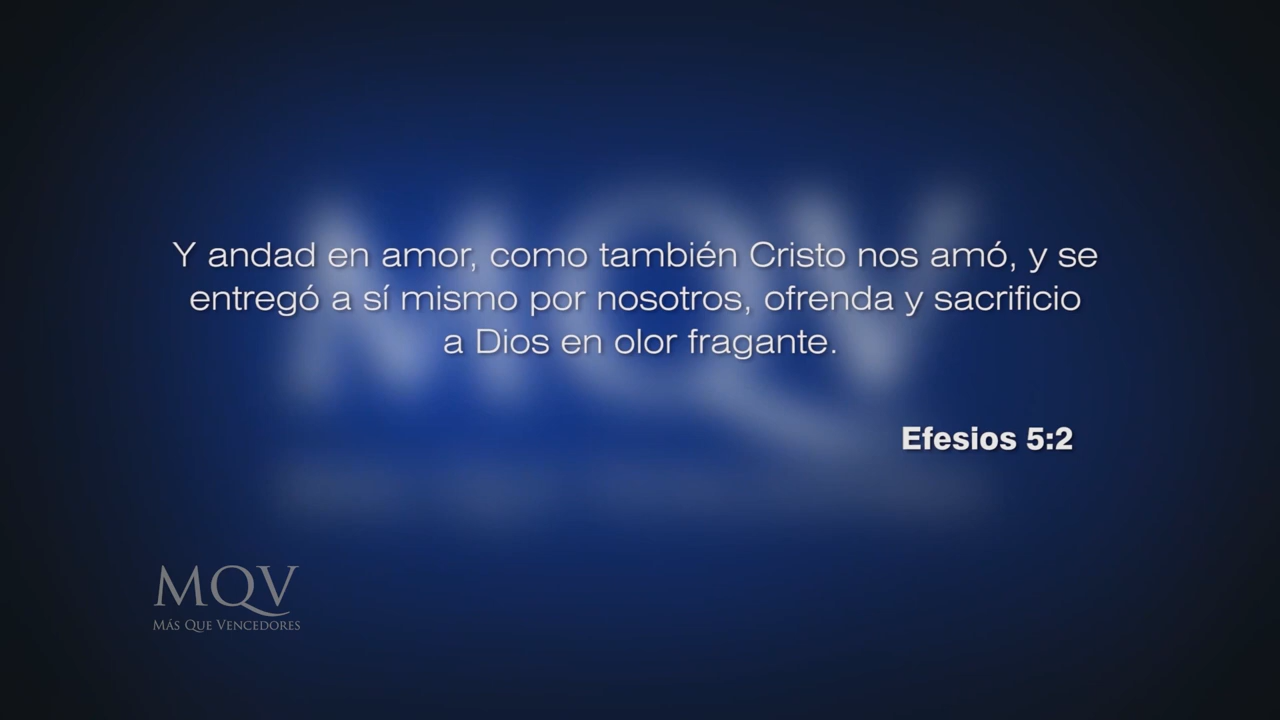 Y andad en amor, como también Cristo nos amó, y se
entregó a sí mismo por nosotros, ofrenda y sacrificio
a Dios en olor fragante.
Efesios 5:2
MQV
MÁS QUE VENCEDORES